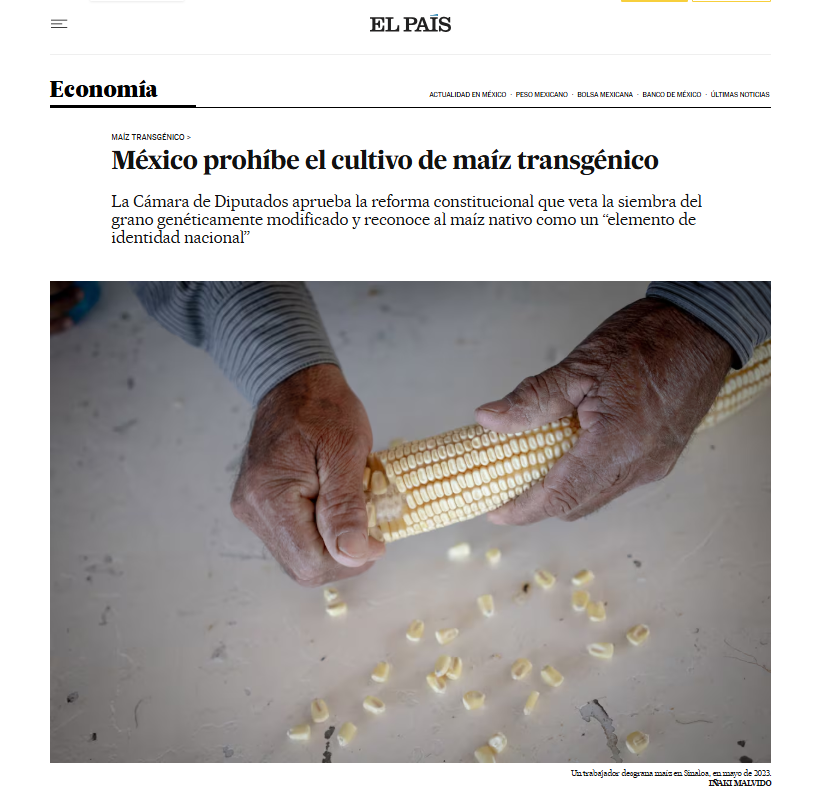 EL PAÍS
Economía
ACTUALIDAD EN MÉXICO · PESO MEXICANO · BOLSA MEXICANA · BANCO DE MÉXICO · ÚLTIMAS NOTICIAS
MAÍZ TRANSGÉNICO >
México prohíbe el cultivo de maíz transgénico
La Cámara de Diputados aprueba la reforma constitucional que veta la siembra del
grano genéticamente modificado y reconoce al maíz nativo como un “elemento de
identidad nacional”
Un trabajador desgrana maíz en Sinaloa, en mayo de 2023.
IÑAKI MALVIDO